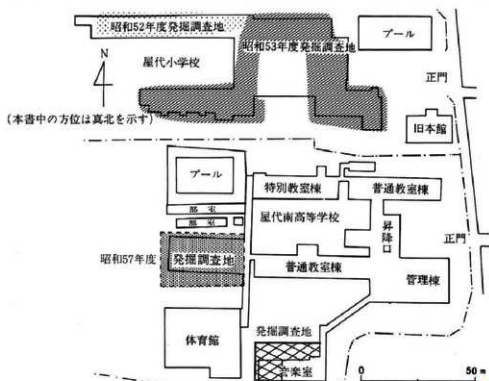 昭和52年度発掘調査地
昭和53年度発掘調査地
プール
屋代小学校
N
正門
(本書中の方位は真北を示す)
旧本館
プール
特別教室棟
普通教室棟
部室
部室
屋代南高等学校
昇降口
正門
昭和57年度
発掘調査地
普通教室棟
管理棟
体育館
発掘調査地
音楽室
0
50m